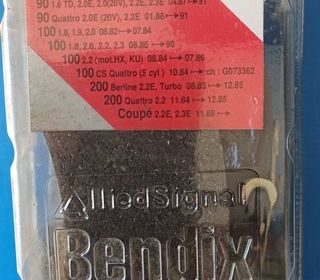 90 1.6 TD, 2.0E, 2.0(20V), 2.2E, 2.3E 04.87→91
90 Quattro 2.0E (20V), 2.2E 01.88→91
100 1.8, 1.9, 2.0 08.82→07.84
100 1.8, 2.0, 2.2, 2.3 08.86→90
100 2.2 (mot.HX, KU) 08.84→07.86
100 CS Quattro (5 cyl) 10.84→ch : G073362
200 Berline 2.2E, Turbo 08.83→12.85
200 Quattro 2.2 11.84→12.85
Coupé 2.2E, 2.3E 11.88→
AlliedSignal
Bendix